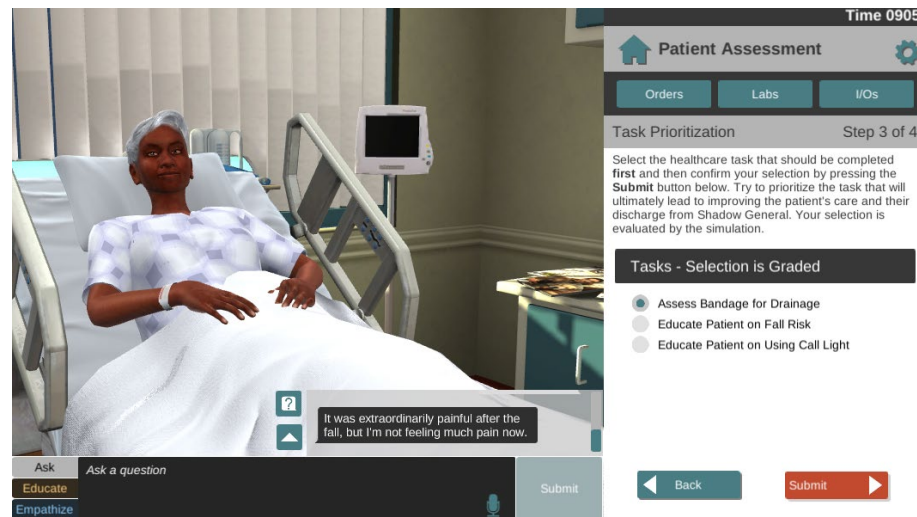 Time 0905
Patient Assessment
Orders
Labs
I/Os
Task Prioritization
Step 3 of 4
Select the healthcare task that should be completed
first and then confirm your selection by pressing the
Submit button below. Try to prioritize the task that will
ultimately lead to improving the patient's care and their
discharge from Shadow General. Your selection is
evaluated by the simulation.
Tasks - Selection is Graded
Assess Bandage for Drainage
Educate Patient on Fall Risk
Educate Patient on Using Call Light
?
It was extraordinarily painful after the
fall, but I'm not feeling much pain now.
Ask
Ask a question
Educate
Empathize
Submit
Back
Submit